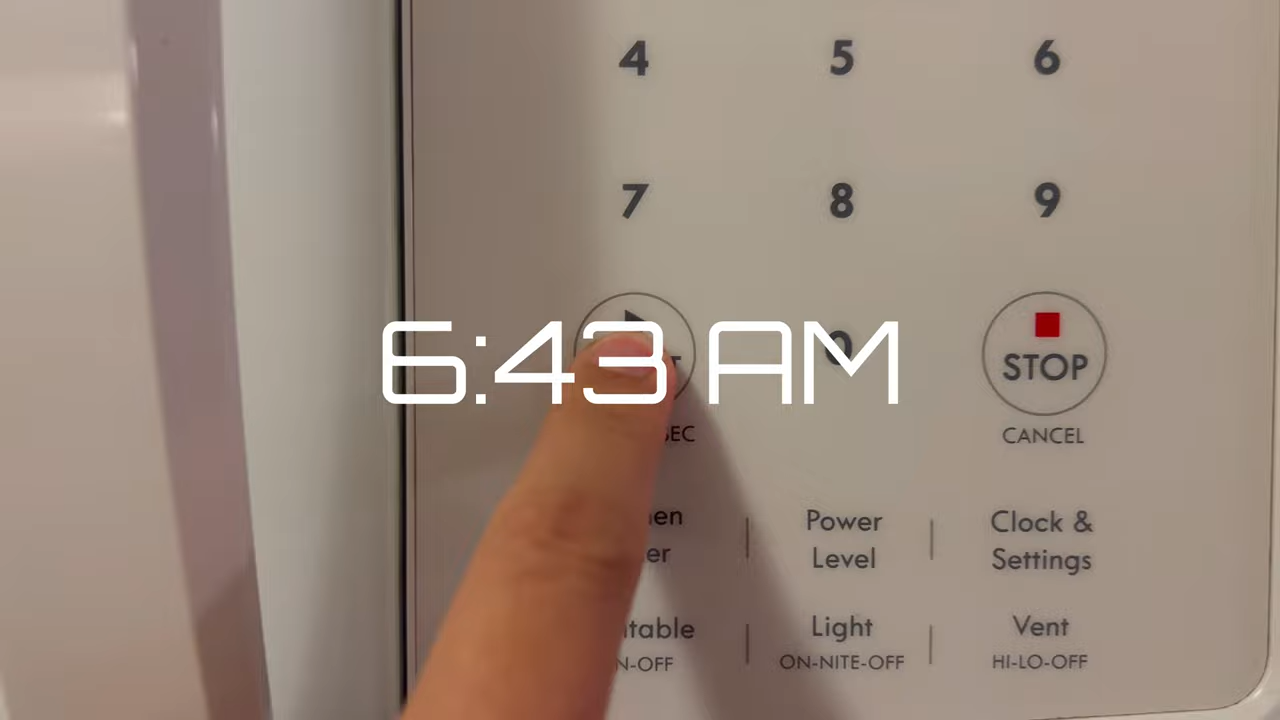 4 5 6
7 8 9
6:43 AM
STOP
CANCEL
Power Level
Clock & Settings
Light
ON-NITE-OFF
Vent
HI-LO-OFF